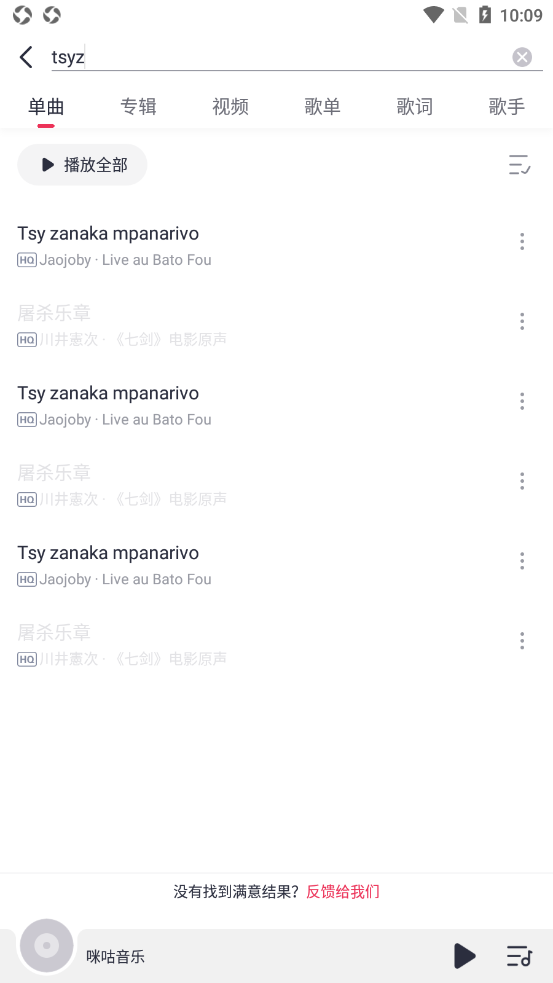 10:09
tsyz
单曲 专辑 视频 歌单 歌词 歌手
播放全部
Tsy zanaka mpanarivo
HQ Jaojoby · Live au Bato Fou
屠杀乐章
HQ 川井憲次 · 《七剑》电影原声
Tsy zanaka mpanarivo
HQ Jaojoby · Live au Bato Fou
屠杀乐章
HQ 川井憲次 · 《七剑》电影原声
Tsy zanaka mpanarivo
HQ Jaojoby · Live au Bato Fou
屠杀乐章
HQ 川井憲次 · 《七剑》电影原声
没有找到满意结果？反馈给我们
咪咕音乐